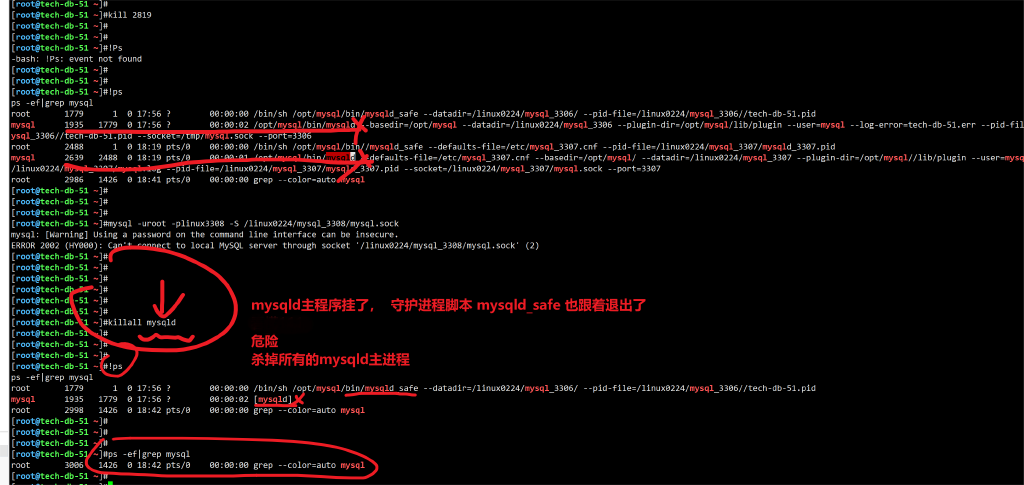 [root@tech-db-51 ~]#
[root@tech-db-51 ~]#kill 2819
[root@tech-db-51 ~]#
[root@tech-db-51 ~]#
[root@tech-db-51 ~]#!Ps
-bash: !Ps: event not found
[root@tech-db-51 ~]#
[root@tech-db-51 ~]#
[root@tech-db-51 ~]#!ps
ps -ef|grep mysql
root 1779 1 0 17:56 ? 00:00:00 /bin/sh /opt/mysql/bin/mysqld_safe --datadir=/linux0224/mysql_3306/ --pid-file=/linux0224/mysql_3306//tech-db-51.pid
mysql 1935 1779 0 17:56 ? 00:00:02 /opt/mysql/bin/mysqld --basedir=/opt/mysql --datadir=/linux0224/mysql_3306 --plugin-dir=/opt/mysql/lib/plugin --user=mysql --log-error=tech-db-51.err --pid-fil
ysql_3306//tech-db-51.pid --socket=/tmp/mysql.sock --port=3306
root 2488 1 0 18:19 pts/0 00:00:00 /bin/sh /opt/mysql/bin//mysqld_safe --defaults-file=/etc/mysql_3307.cnf --pid-file=/linux0224/mysql_3307/mysqld_3307.pid
mysql 2639 2488 0 18:19 pts/0 00:00:01 /opt/mysql/bin/mysqld --defaults-file=/etc/mysql_3307.cnf --basedir=/opt/mysql/ --datadir=/linux0224/mysql_3307 --plugin-dir=/opt/mysql//lib/plugin --user=mysq
/linux0224/mysql_3307/mysql.log --pid-file=/linux0224/mysql_3307/mysqld_3307.pid --socket=/linux0224/mysql_3307/mysql.sock --port=3307
root 2986 1426 0 18:41 pts/0 00:00:00 grep --color=auto mysql
[root@tech-db-51 ~]#
[root@tech-db-51 ~]#
[root@tech-db-51 ~]#
[root@tech-db-51 ~]#mysql -uroot -plinux3308 -S /linux0224/mysql_3308/mysql.sock
mysql: [Warning] Using a password on the command line interface can be insecure.
ERROR 2002 (HY000): Can't connect to local MySQL server through socket '/linux0224/mysql_3308/mysql.sock' (2)
[root@tech-db-51 ~]#
[root@tech-db-51 ~]#
[root@tech-db-51 ~]#
[root@tech-db-51 ~]#
[root@tech-db-51 ~]#
mysqld主程序挂了， 守护进程脚本 mysqld_safe 也跟着退出了
[root@tech-db-51 ~]#
[root@tech-db-51 ~]#killall mysqld
[root@tech-db-51 ~]#
危险
[root@tech-db-51 ~]#
杀掉所有的mysqld主进程
[root@tech-db-51 ~]#
[root@tech-db-51 ~]#!ps
ps -ef|grep mysql
root 1779 1 0 17:56 ? 00:00:00 /bin/sh /opt/mysql/bin/mysqld_safe --datadir=/linux0224/mysql_3306/ --pid-file=/linux0224/mysql_3306//tech-db-51.pid
mysql 1935 1779 0 17:56 ? 00:00:02 [mysqld]
root 2998 1426 0 18:42 pts/0 00:00:00 grep --color=auto mysql
[root@tech-db-51 ~]#
[root@tech-db-51 ~]#
[root@tech-db-51 ~]#
[root@tech-db-51 ~]#ps -ef|grep mysql
root 3006 1426 0 18:42 pts/0 00:00:00 grep --color=auto mysql
[root@tech-db-51 ~]#
[root@tech-db-51 ~]#